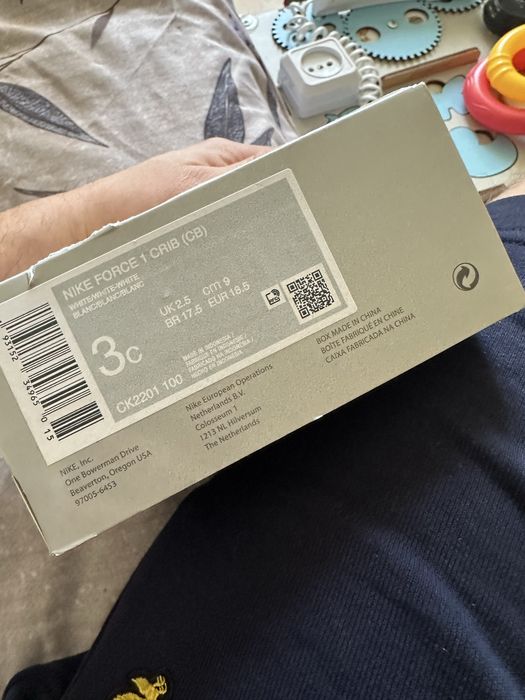 NIKE FORCE 1 CRIB (CB)
WHITE/WHITE-WHITE
BLANC/BLANC-BLANC
UK 2.5 cm 9
BR 17.5 EUR 18.5
3C
CK2201 100
MADE IN INDONESIA /
FABRIQUÉ EN INDONÉSIE /
FABRICADO NA INDONÉSIA /
HECHO EN INDONESIA
NIKE, Inc.
One Bowerman Drive
Beaverton, Oregon USA
97005-6453
Nike European Operations
Netherlands B.V.
Colosseum 1
1213 NL Hilversum
The Netherlands
BOX MADE IN CHINA
BOÎTE FABRIQUÉ EN CHINE
CAIXA FABRICADA NA CHINA